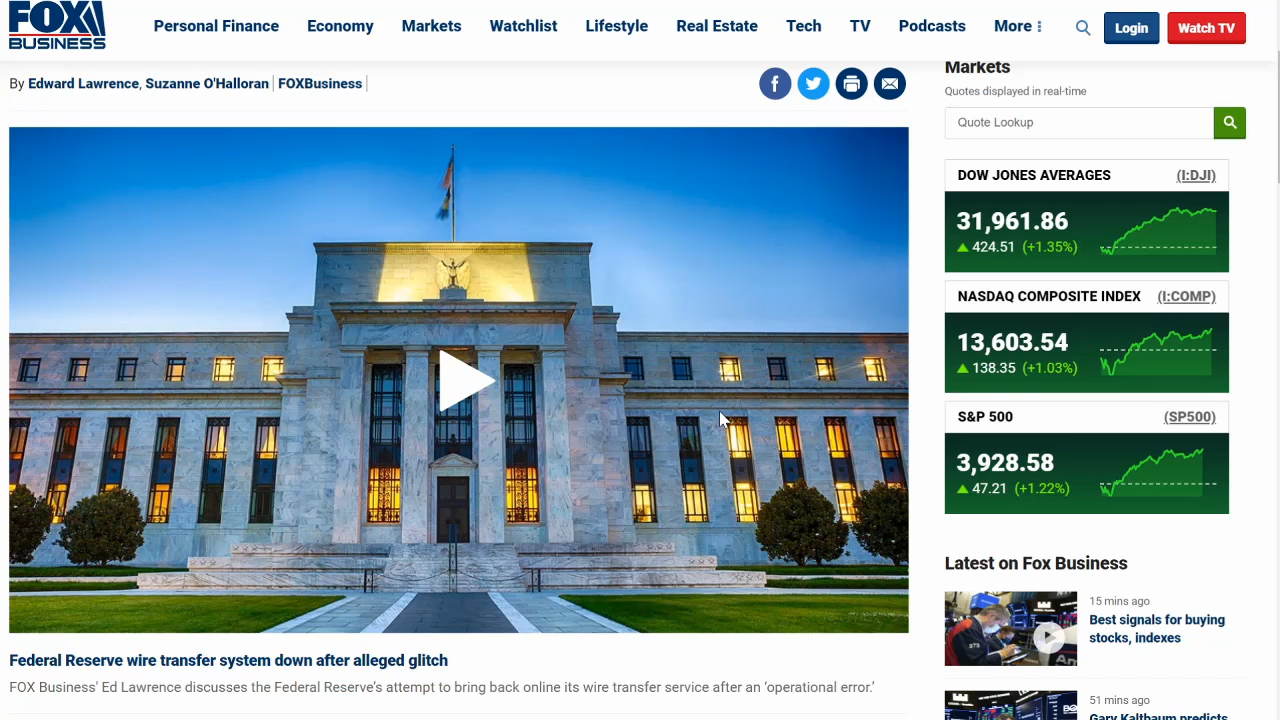 FOX
BUSINESS
Personal Finance Economy Markets Watchlist Lifestyle Real Estate Tech TV Podcasts More Login Watch TV
By Edward Lawrence, Suzanne O'Halloran | FOXBusiness |
Federal Reserve wire transfer system down after alleged glitch
FOX Business' Ed Lawrence discusses the Federal Reserve's attempt to bring back online its wire transfer service after an 'operational error.'
Markets
Quotes displayed in real-time
Quote Lookup
DOW JONES AVERAGES (I:DJI)
31,961.86
424.51 (+1.35%)
NASDAQ COMPOSITE INDEX (I:COMP)
13,603.54
138.35 (+1.03%)
S&P 500 (SP500)
3,928.58
47.21 (+1.22%)
Latest on Fox Business
15 mins ago
Best signals for buying
stocks, indexes
51 mins ago
Gary Kaltbaum predicts